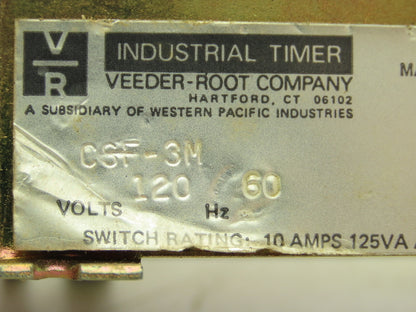 V
R
INDUSTRIAL TIMER
VEEDER-ROOT COMPANY
HARTFORD, CT 06102
A SUBSIDIARY OF WESTERN PACIFIC INDUSTRIES
CSF-3M
120 60
VOLTS Hz
SWITCH RATING: 10 AMPS 125VA